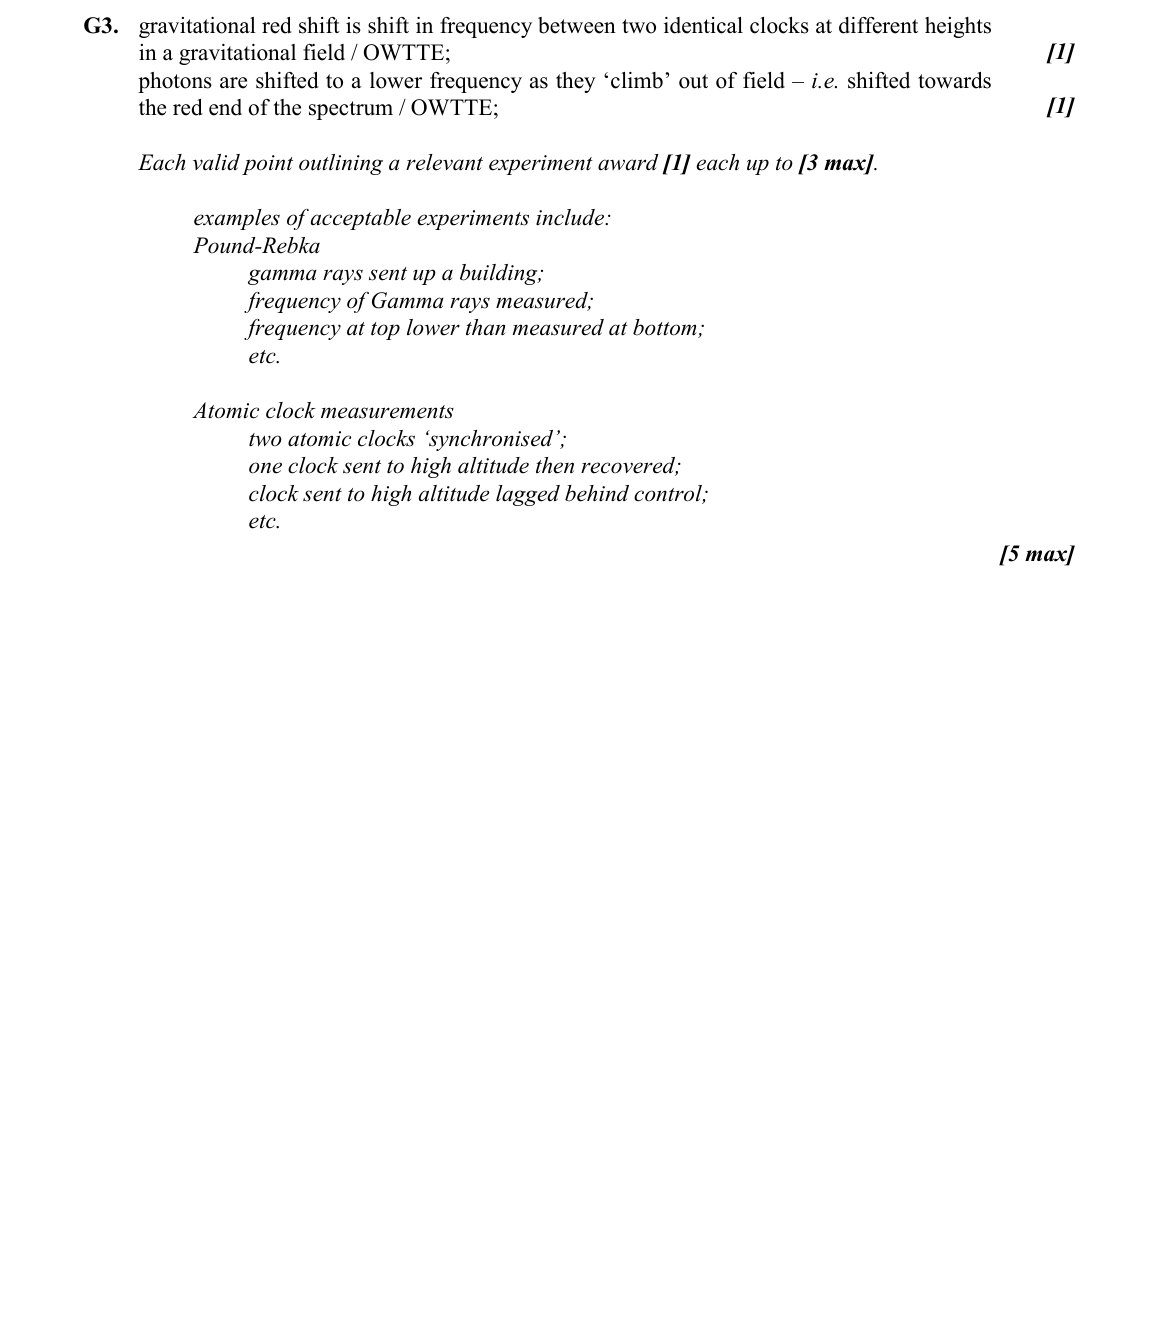 G3. gravitational red shift is shift in frequency between two identical clocks at different heights
in a gravitational field / OWTTE; [1]
photons are shifted to a lower frequency as they ‘climb’ out of field – i.e. shifted towards
the red end of the spectrum / OWTTE; [1]
Each valid point outlining a relevant experiment award [1] each up to [3 max].
examples of acceptable experiments include:
Pound-Rebka
gamma rays sent up a building;
frequency of Gamma rays measured;
frequency at top lower than measured at bottom;
etc.
Atomic clock measurements
two atomic clocks ‘synchronised’;
one clock sent to high altitude then recovered;
clock sent to high altitude lagged behind control;
etc.
[5 max]